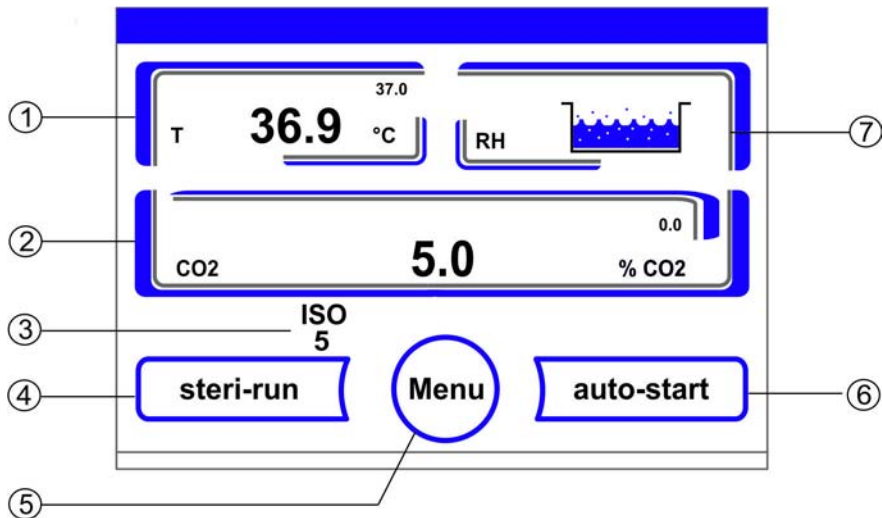 ①
37.0
T 36.9 °C
RH
⑦
②
0.0
CO2 5.0 % CO2
③
ISO
5
④
steri-run
Menu
auto-start
⑥
⑤